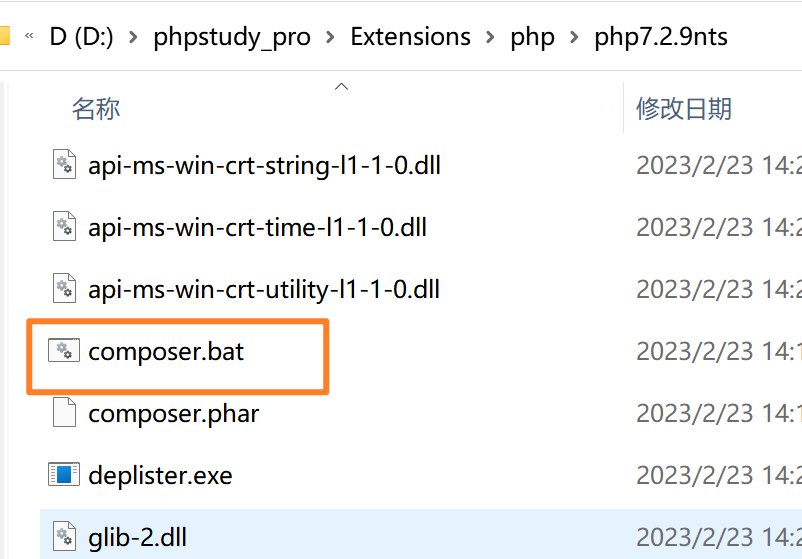 « D (D:) › phpstudy_pro › Extensions › php › php7.2.9nts
名称 修改日期
api-ms-win-crt-string-l1-1-0.dll 2023/2/23 14:2
api-ms-win-crt-time-l1-1-0.dll 2023/2/23 14:2
api-ms-win-crt-utility-l1-1-0.dll 2023/2/23 14:2
composer.bat 2023/2/23 14:1
composer.phar 2023/2/23 14:1
deplister.exe 2023/2/23 14:2
glib-2.dll 2023/2/23 14:2